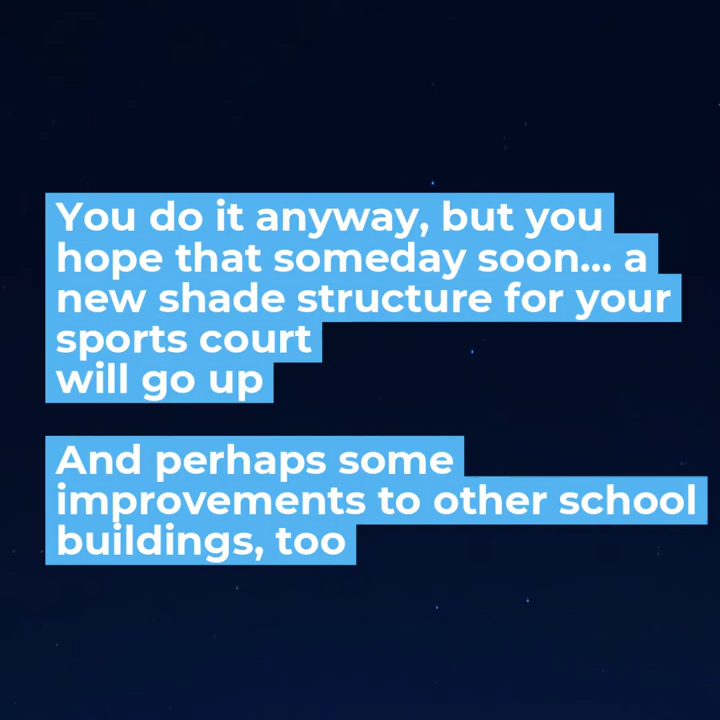 You do it anyway, but you
hope that someday soon... a
new shade structure for your
sports court
will go up
And perhaps some
improvements to other school
buildings, too